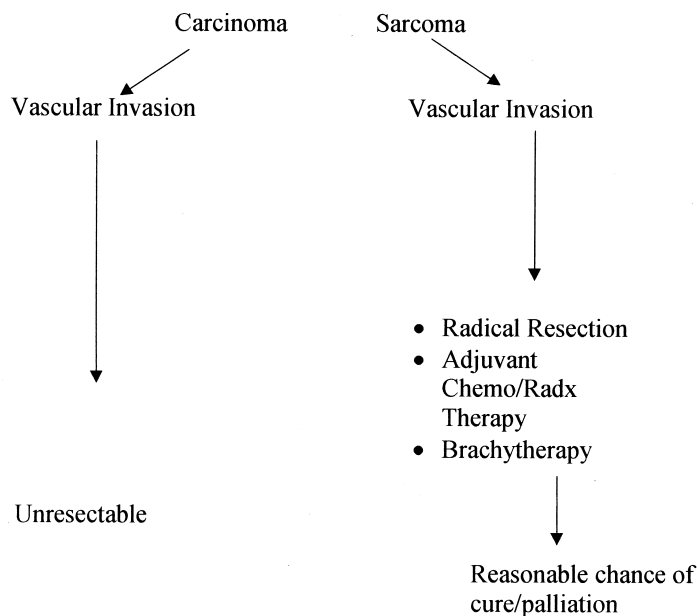 Carcinoma
Sarcoma
Vascular Invasion
Vascular Invasion
• Radical Resection
• Adjuvant
Chemo/Radx
Therapy
• Brachytherapy
Unresectable
Reasonable chance of
cure/palliation